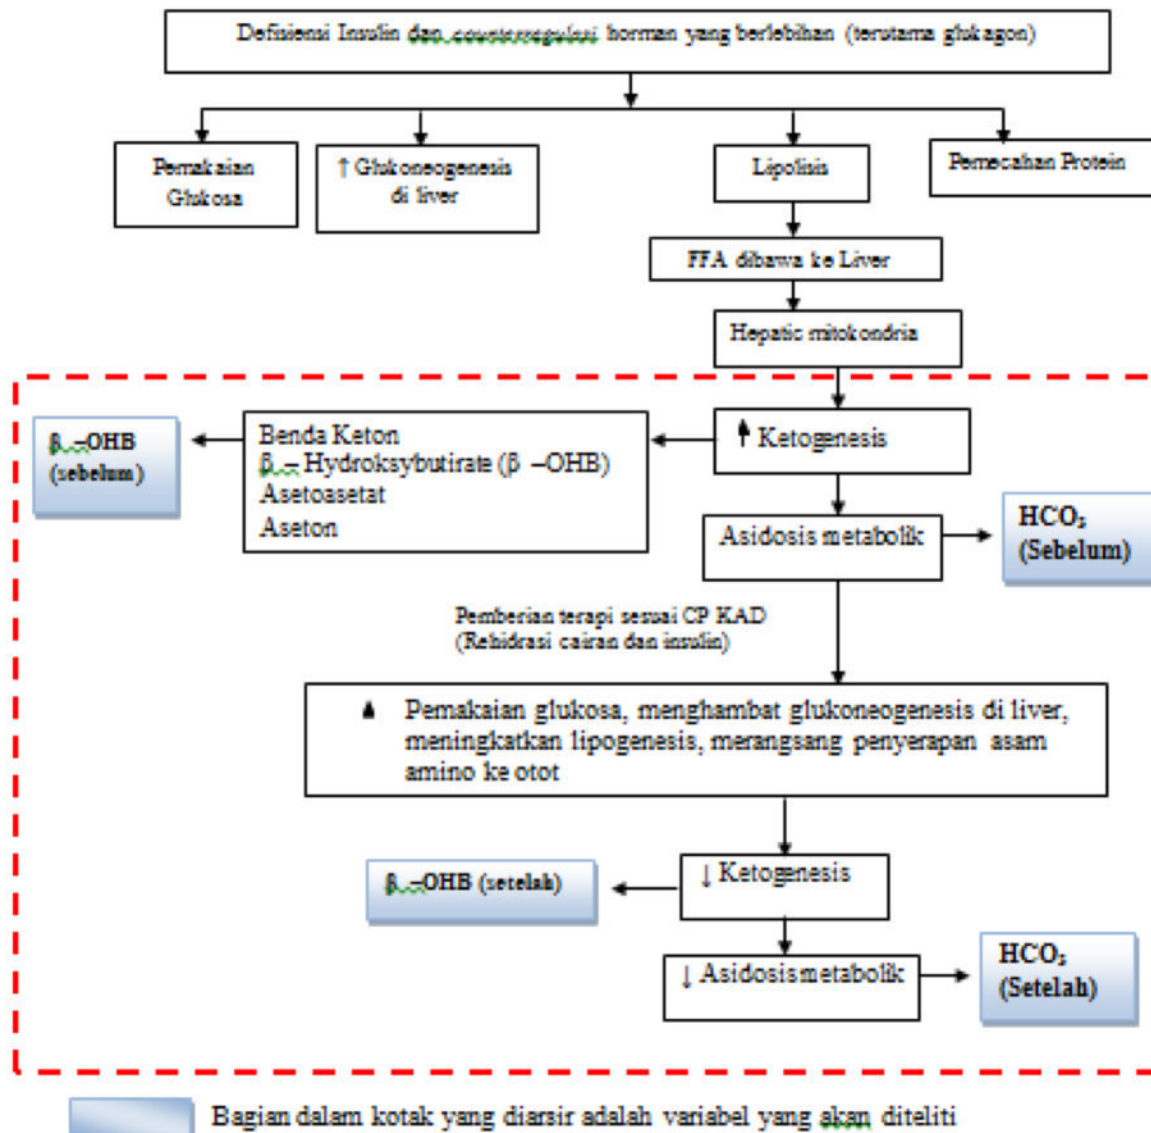 Defisiensi Insulin dan counterregulasi horman yang berlebihan (terutama glukagon)
Pemakaian
Glukosa
↑ Glukoneogenesis
di liver
Lipolisis
Pemecahan Protein
FFA dibawa ke Liver
Hepatic mitokondria
↑ Ketogenesis
Benda Keton
β – Hydroksybutirate (β –OHB)
Asetoasetat
Aseton
β –OHB
(sebelum)
Asidosis metabolik
HCO₃
(Sebelum)
Pemberian terapi sesuai CP KAD
(Rehidrasi cairan dan insulin)
▲ Pemakaian glukosa, menghambat glukoneogenesis di liver,
meningkatkan lipogenesis, merangsang penyerapan asam
amino ke otot
↓ Ketogenesis
β –OHB (setelah)
↓ Asidosis metabolik
HCO₃
(Setelah)
Bagian dalam kotak yang diarsir adalah variabel yang akan diteliti